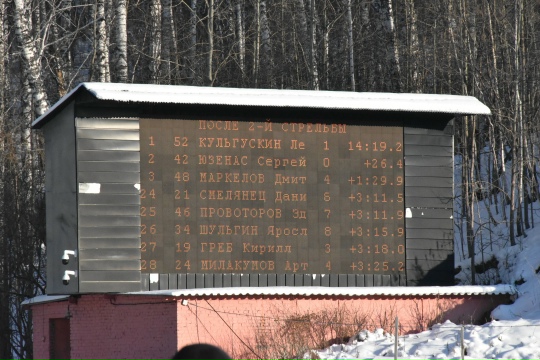 ПОСЛЕ 2-Й СТРЕЛЬБЫ
1 52 КУЛЬГУСКИН Ле 1 14:19.2
2 42 ЮЗЕНАС Сергей 0 +26.4
3 48 МАРКЕЛОВ Дмит 4 +1:29.9
24 21 СМЕЛЯНЕЦ Дани 6 +3:11.5
25 46 ПРОВОТОРОВ Эд 7 +3:11.9
26 34 ШУЛЬГИН Яросл 8 +3:15.9
27 19 ГРЕБ Кирилл 3 +3:18.0
28 24 МИЛАКУМОВ Арт 4 +3:25.2